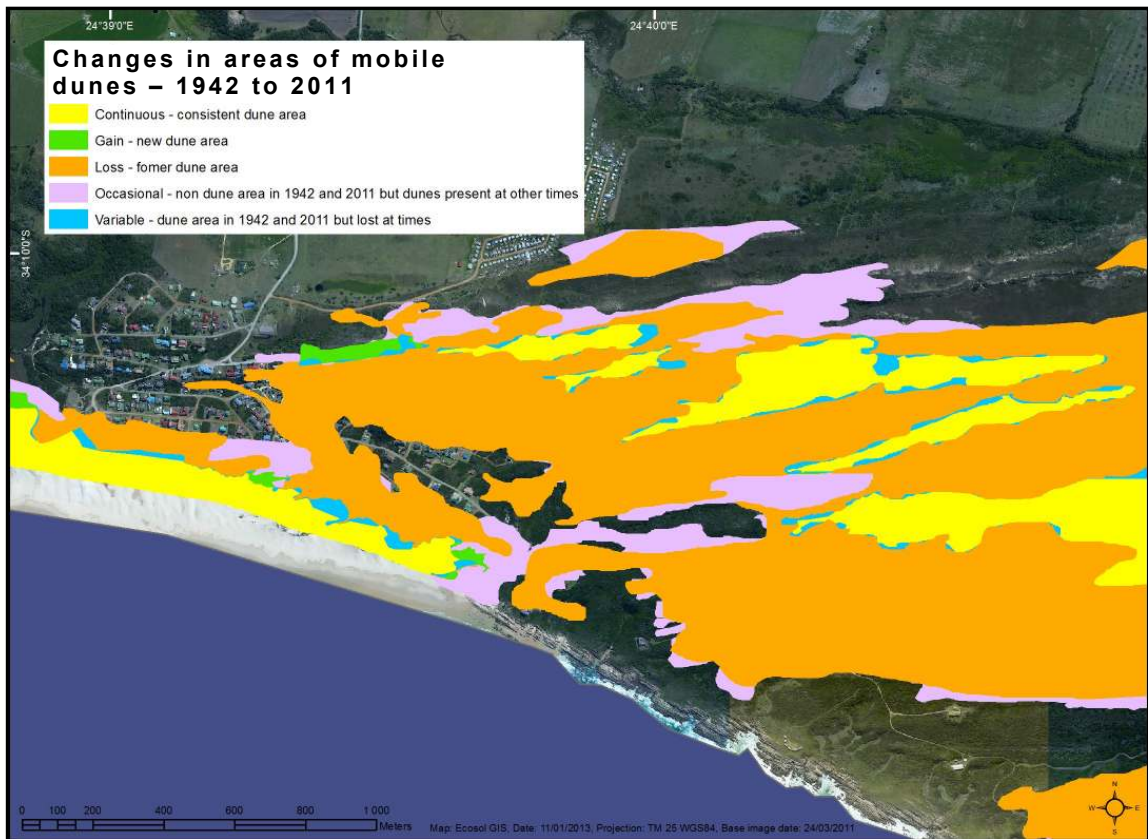 24°39'0"E
24°40'0"E
Changes in areas of mobile
dunes – 1942 to 2011
Continuous - consistent dune area
Gain - new dune area
Loss - fomer dune area
Occasional - non dune area in 1942 and 2011 but dunes present at other times
Variable - dune area in 1942 and 2011 but lost at times
34°10'0"S
N
W E
S
0 100 200 400 600 800 1 000
Meters
Map: Ecosol GIS, Date: 11/01/2013, Projection: TM 25 WGS84, Base image date: 24/03/2011